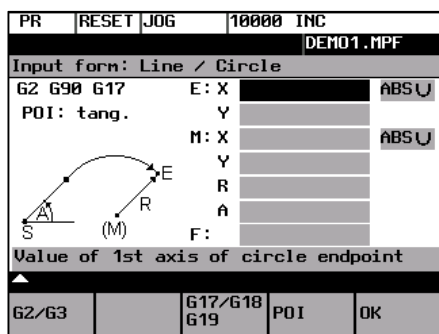 PR RESET JOG 10000 INC
DEMO1.MPF
Input form: Line / Circle
G2 G90 G17 E: X ABS
POI: tang. Y
M: X ABS
Y
E
R
R
A
A
S (M) F:
Value of 1st axis of circle endpoint
G2/G3 G17/G18 G19 POI OK